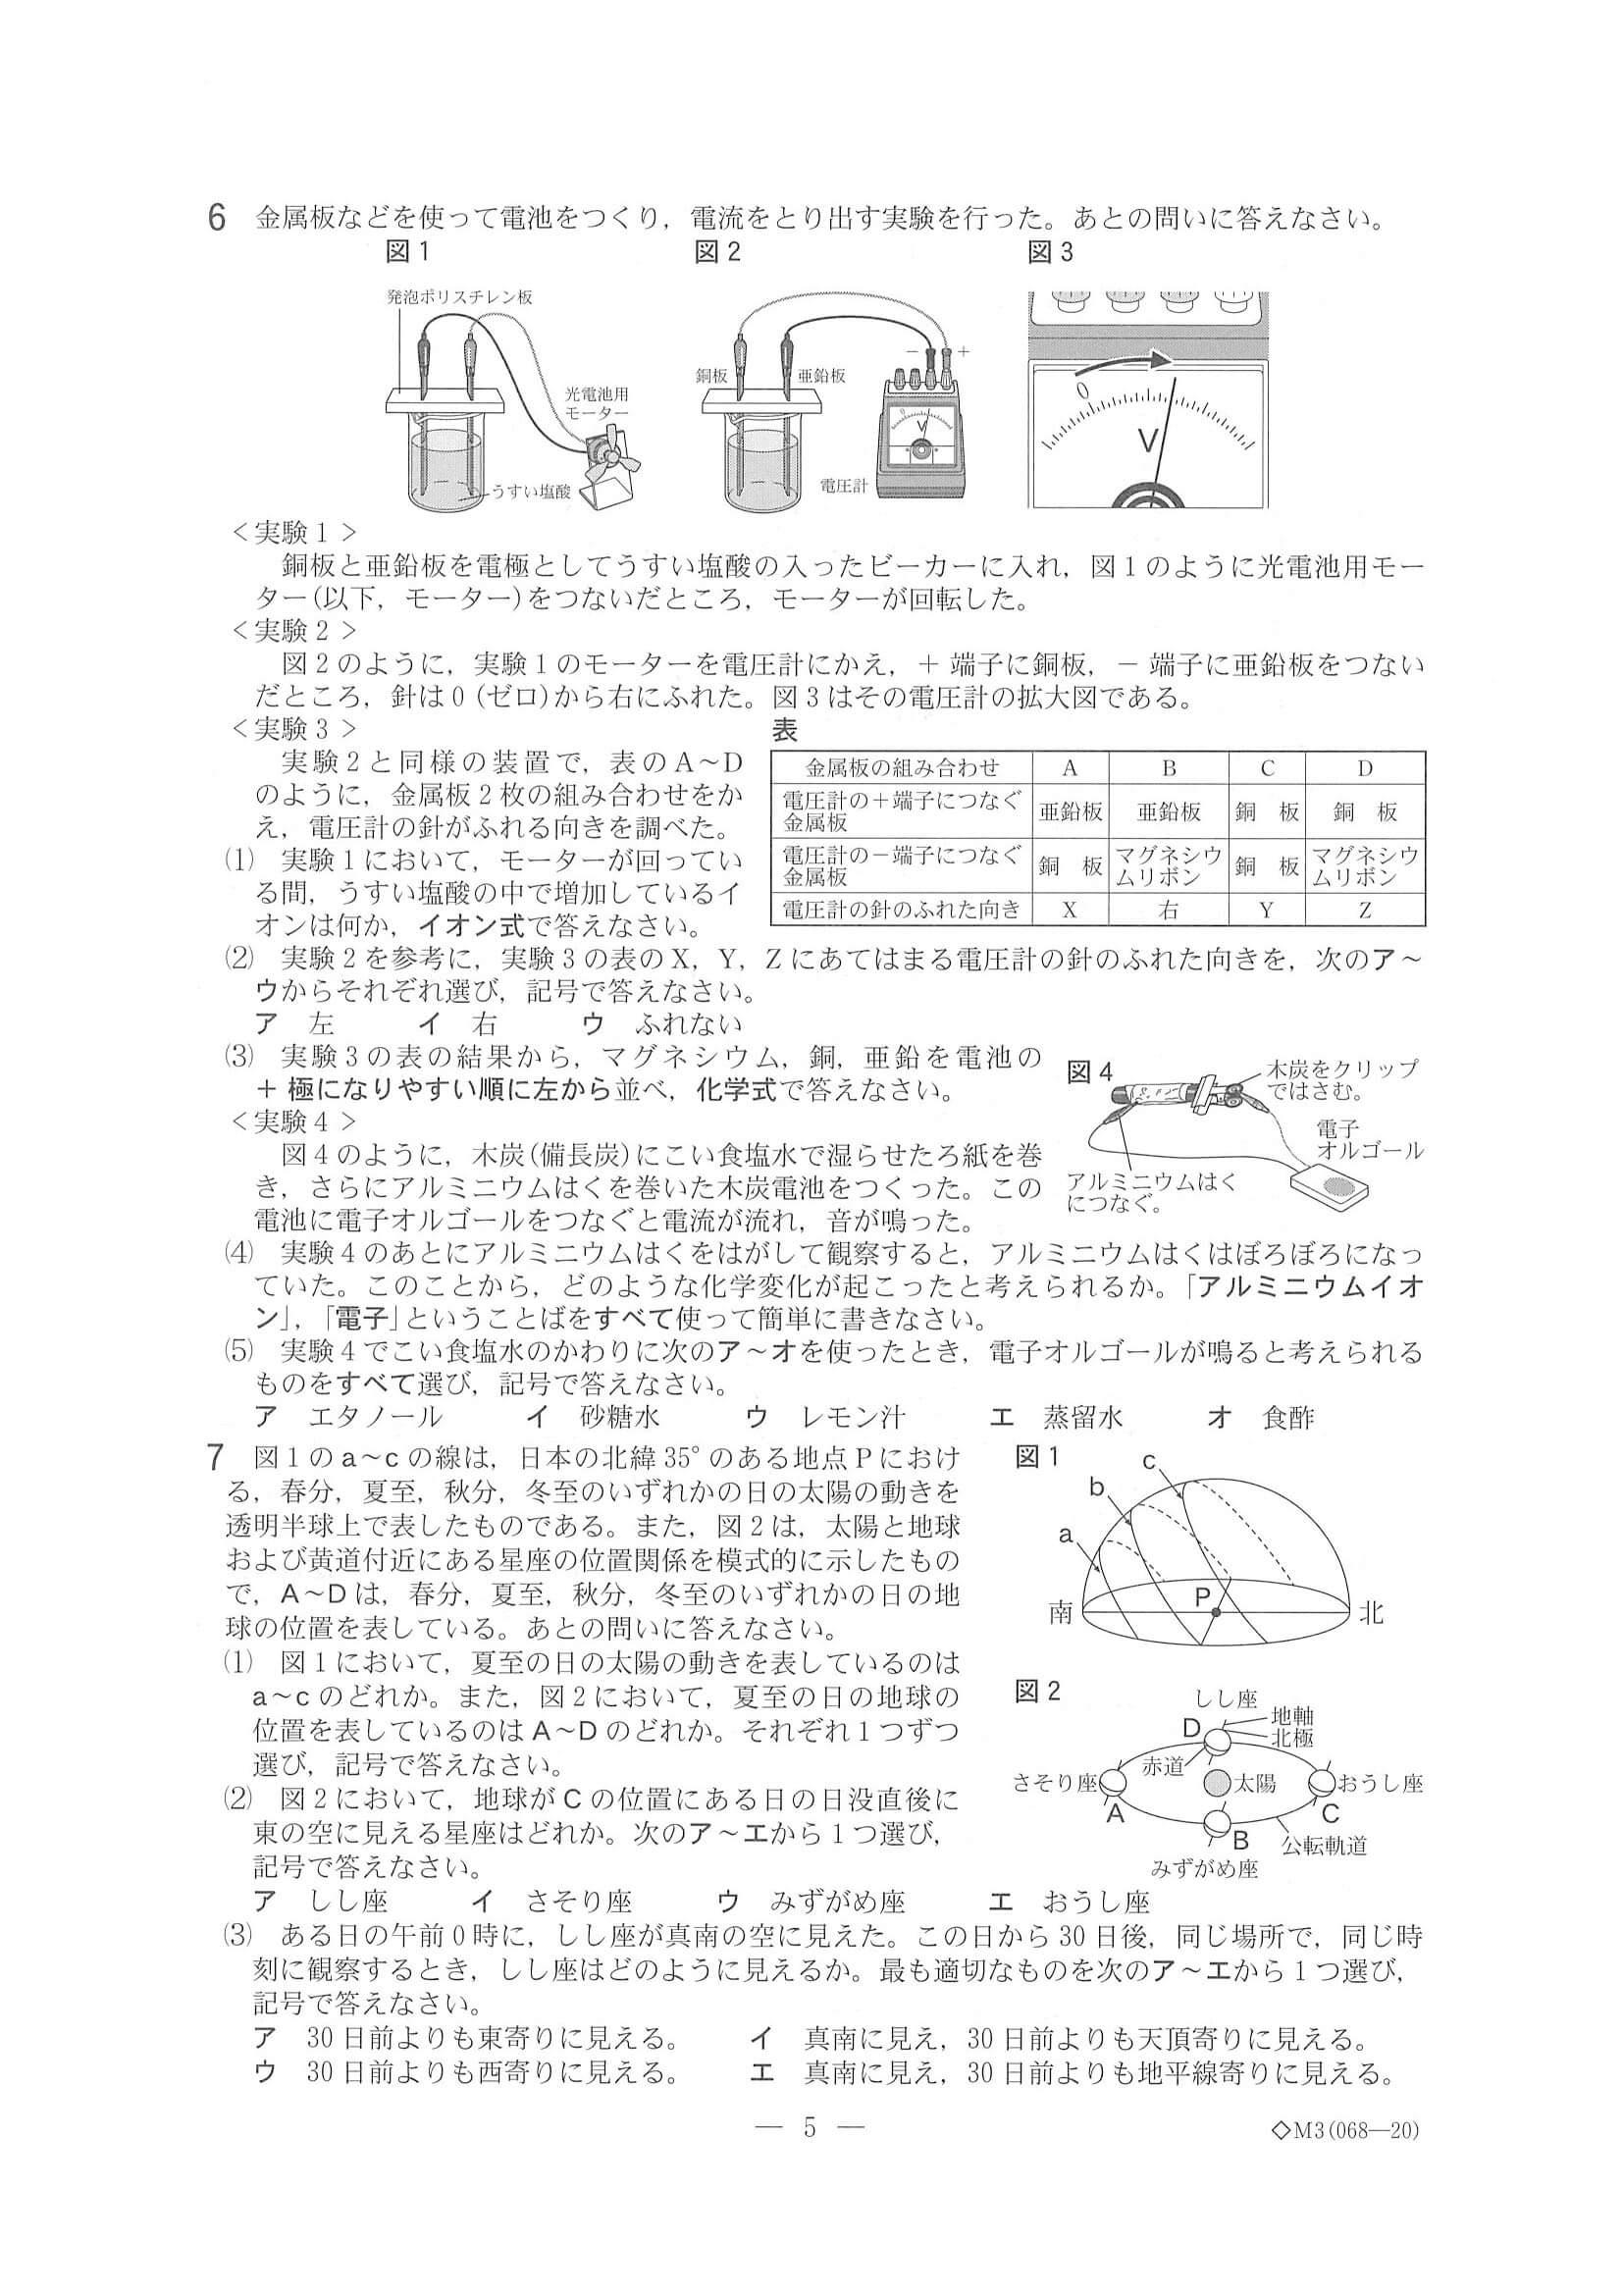 6 金属板などを使って電池をつくり，電流をとり出す実験を行った。あとの問いに答えなさい。
図1
発泡ポリスチレン板
光電池用
モーター
うすい塩酸
図2
銅板
亜鉛板
－
＋
0
V
電圧計
図3
0
V
＜実験1＞
銅板と亜鉛板を電極としてうすい塩酸の入ったビーカーに入れ，図1のように光電池用モー
ター(以下，モーター)をつないだところ，モーターが回転した。
＜実験2＞
図2のように，実験1のモーターを電圧計にかえ，＋端子に銅板，－端子に亜鉛板をつない
だところ，針は0(ゼロ)から右にふれた。図3はその電圧計の拡大図である。
＜実験3＞
実験2と同様の装置で，表のA～D
のように，金属板2枚の組み合わせをか
え，電圧計の針がふれる向きを調べた。
表
金属板の組み合わせ A B C D
電圧計の＋端子につなぐ金属板 亜鉛板 亜鉛板 銅 板 銅 板
電圧計の－端子につなぐ金属板 銅 板 マグネシウムリボン 銅 板 マグネシウムリボン
電圧計の針のふれた向き X 右 Y Z
(1) 実験1において，モーターが回ってい
る間，うすい塩酸の中で増加しているイ
オンは何か，イオン式で答えなさい。
(2) 実験2を参考に，実験3の表のX，Y，Zにあてはまる電圧計の針のふれた向きを，次のア～
ウからそれぞれ選び，記号で答えなさい。
ア 左 イ 右 ウ ふれない
(3) 実験3の表の結果から，マグネシウム，銅，亜鉛を電池の
＋極になりやすい順に左から並べ，化学式で答えなさい。
＜実験4＞
図4のように，木炭(備長炭)にこい食塩水で湿らせたろ紙を巻
き，さらにアルミニウムはくを巻いた木炭電池をつくった。この
電池に電子オルゴールをつなぐと電流が流れ，音が鳴った。
図4
木炭をクリップ
ではさむ。
電子
オルゴール
アルミニウムはく
につなぐ。
(4) 実験4のあとにアルミニウムはくをはがして観察すると，アルミニウムはくはぼろぼろになっ
ていた。このことから，どのような化学変化が起こったと考えられるか。「アルミニウムイオ
ン」，「電子」ということばをすべて使って簡単に書きなさい。
(5) 実験4でこい食塩水のかわりに次のア～オを使ったとき，電子オルゴールが鳴ると考えられる
ものをすべて選び，記号で答えなさい。
ア エタノール イ 砂糖水 ウ レモン汁 エ 蒸留水 オ 食酢
7 図1のa～cの線は，日本の北緯35°のある地点Pにおけ
る，春分，夏至，秋分，冬至のいずれかの日の太陽の動きを
透明半球上で表したものである。また，図2は，太陽と地球
および黄道付近にある星座の位置関係を模式的に示したもの
で，A～Dは，春分，夏至，秋分，冬至のいずれかの日の地
球の位置を表している。あとの問いに答えなさい。
図1
c
b
a
P
南
北
(1) 図1において，夏至の日の太陽の動きを表しているのは
a～cのどれか。また，図2において，夏至の日の地球の
位置を表しているのはA～Dのどれか。それぞれ1つずつ
選び，記号で答えなさい。
(2) 図2において，地球がCの位置にある日の日没直後に
東の空に見える星座はどれか。次のア～エから1つ選び，
記号で答えなさい。
図2
しし座
D
地軸
北極
赤道
さそり座
太陽
おうし座
A
C
B
公転軌道
みずがめ座
ア しし座 イ さそり座 ウ みずがめ座 エ おうし座
(3) ある日の午前0時に，しし座が真南の空に見えた。この日から30日後，同じ場所で，同じ時
刻に観察するとき，しし座はどのように見えるか。最も適切なものを次のア～エから1つ選び，
記号で答えなさい。
ア 30日前よりも東寄りに見える。 イ 真南に見え，30日前よりも天頂寄りに見える。
ウ 30日前よりも西寄りに見える。 エ 真南に見え，30日前よりも地平線寄りに見える。
― 5 ―
◇M3(068―20)